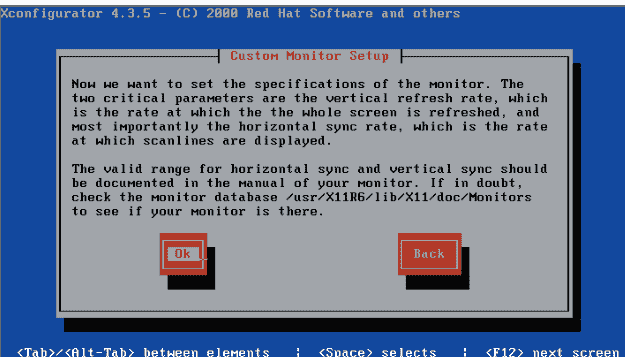 Xconfigurator 4.3.5 - (C) 2000 Red Hat Software and others
Custom Monitor Setup
Now we want to set the specifications of the monitor. The
two critical parameters are the vertical refresh rate, which
is the rate at which the the whole screen is refreshed, and
most importantly the horizontal sync rate, which is the rate
at which scanlines are displayed.
The valid range for horizontal sync and vertical sync should
be documented in the manual of your monitor. If in doubt,
check the monitor database /usr/X11R6/lib/X11/doc/Monitors
to see if your monitor is there.
Ok Back
<Tab>/<Alt-Tab> between elements ¦ <Space> selects ¦ <F12> next screen